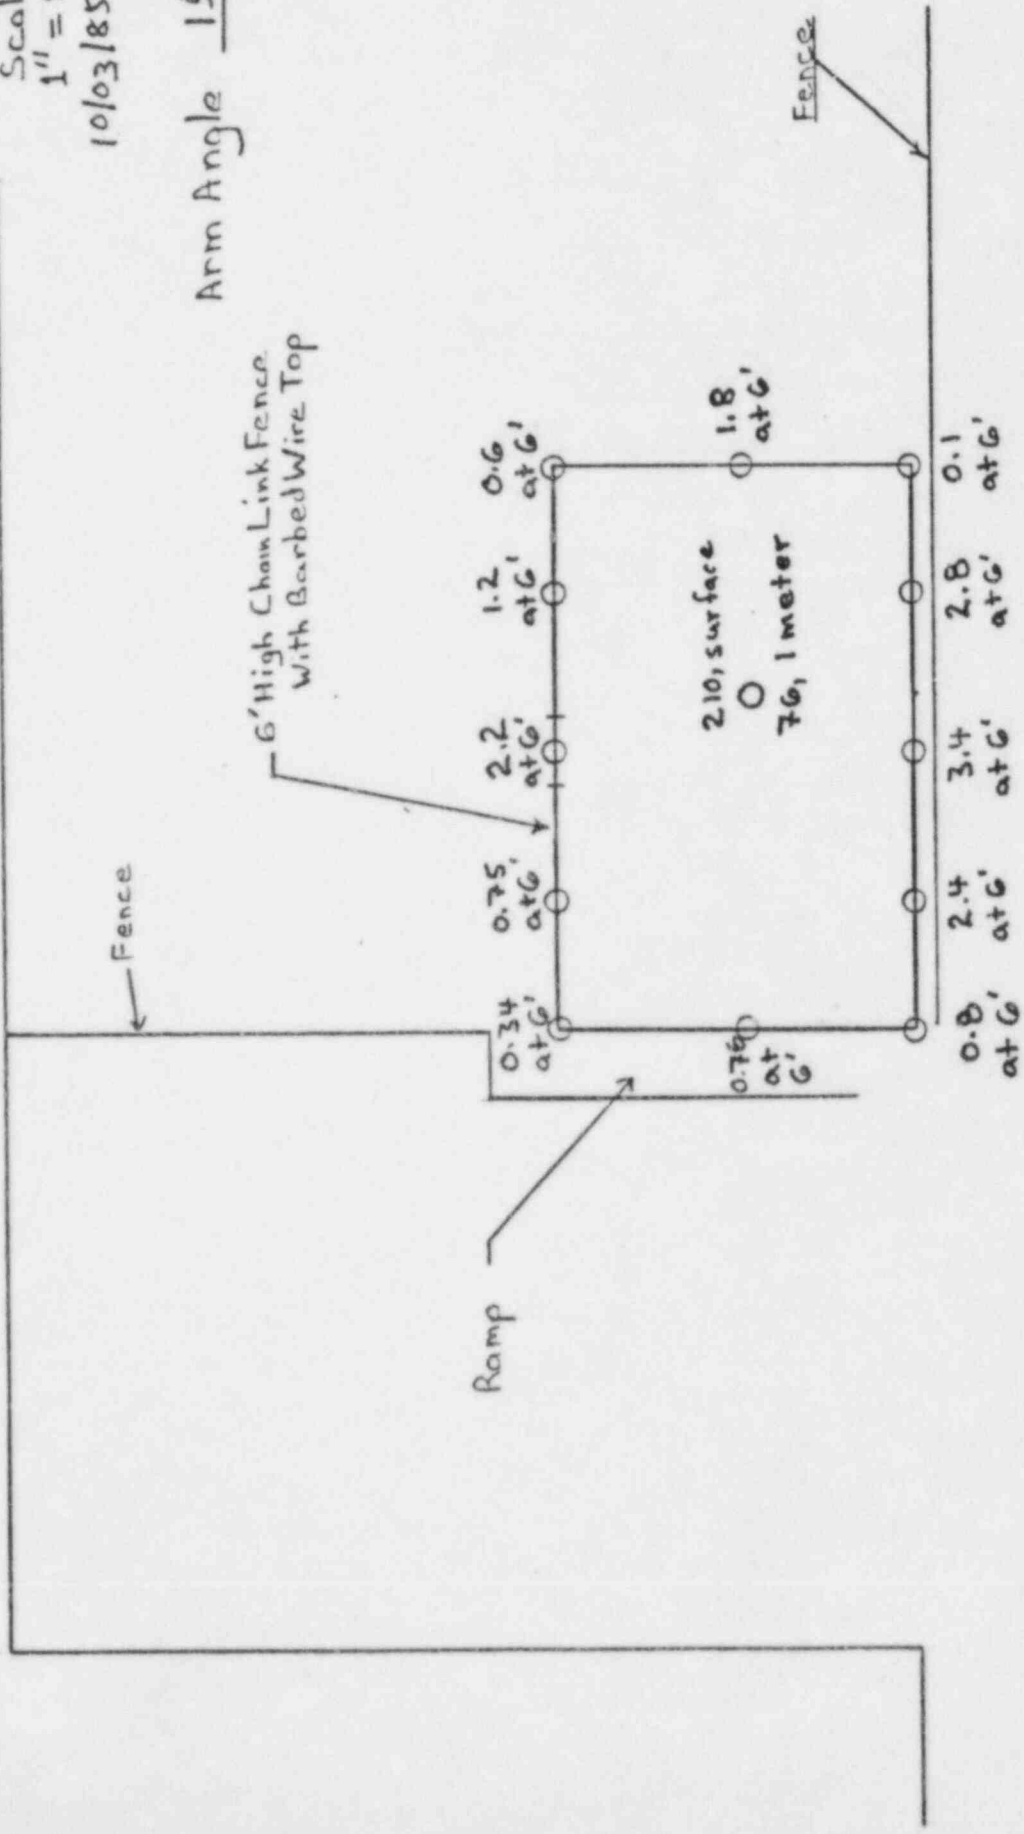 1" =
10/03/85
Arm Angle
6' High Chain Link Fence
With Barbed Wire Top
Fence
Fence
Ramp
0.34
at 6'
0.75
at 6'
2.2
at 6'
1.2
at 6'
0.6
at 6'
0.76
at
6'
210, surface
76, 1 meter
1.8
at 6'
0.8
at 6'
2.4
at 6'
3.4
at 6'
2.8
at 6'
0.1
at 6'